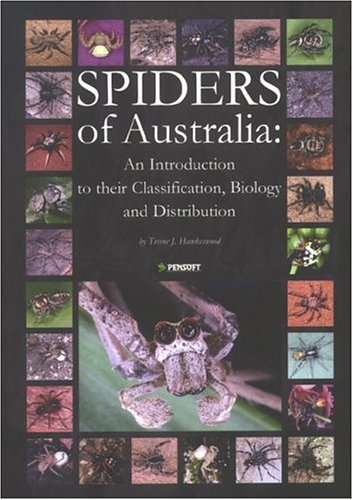 SPIDERS
of Australia:
An Introduction
to their Classification, Biology
and Distribution
by Trevor J. Hawkeswood
PENSOFT